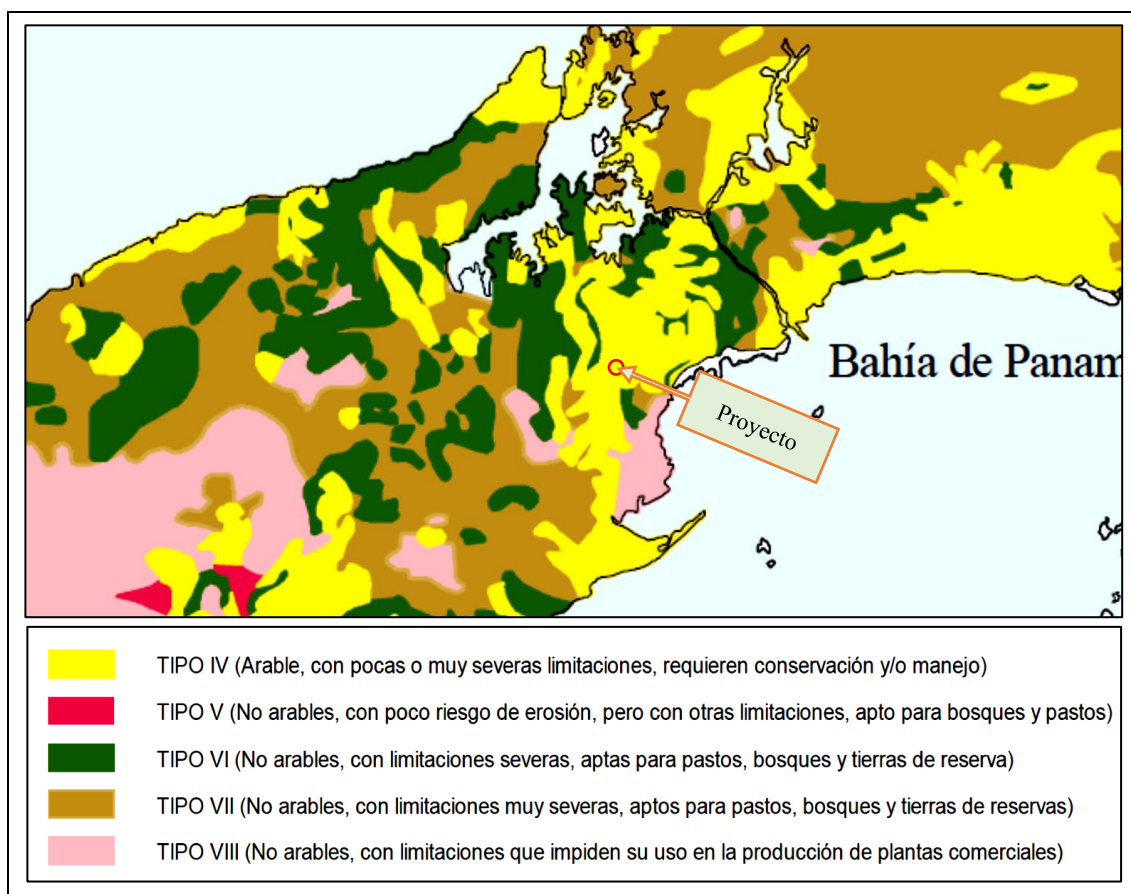 Bahía de Panam
Proyecto
TIPO IV (Arable, con pocas o muy severas limitaciones, requieren conservación y/o manejo)
TIPO V (No arables, con poco riesgo de erosión, pero con otras limitaciones, apto para bosques y pastos)
TIPO VI (No arables, con limitaciones severas, aptas para pastos, bosques y tierras de reserva)
TIPO VII (No arables, con limitaciones muy severas, aptos para pastos, bosques y tierras de reservas)
TIPO VIII (No arables, con limitaciones que impiden su uso en la producción de plantas comerciales)